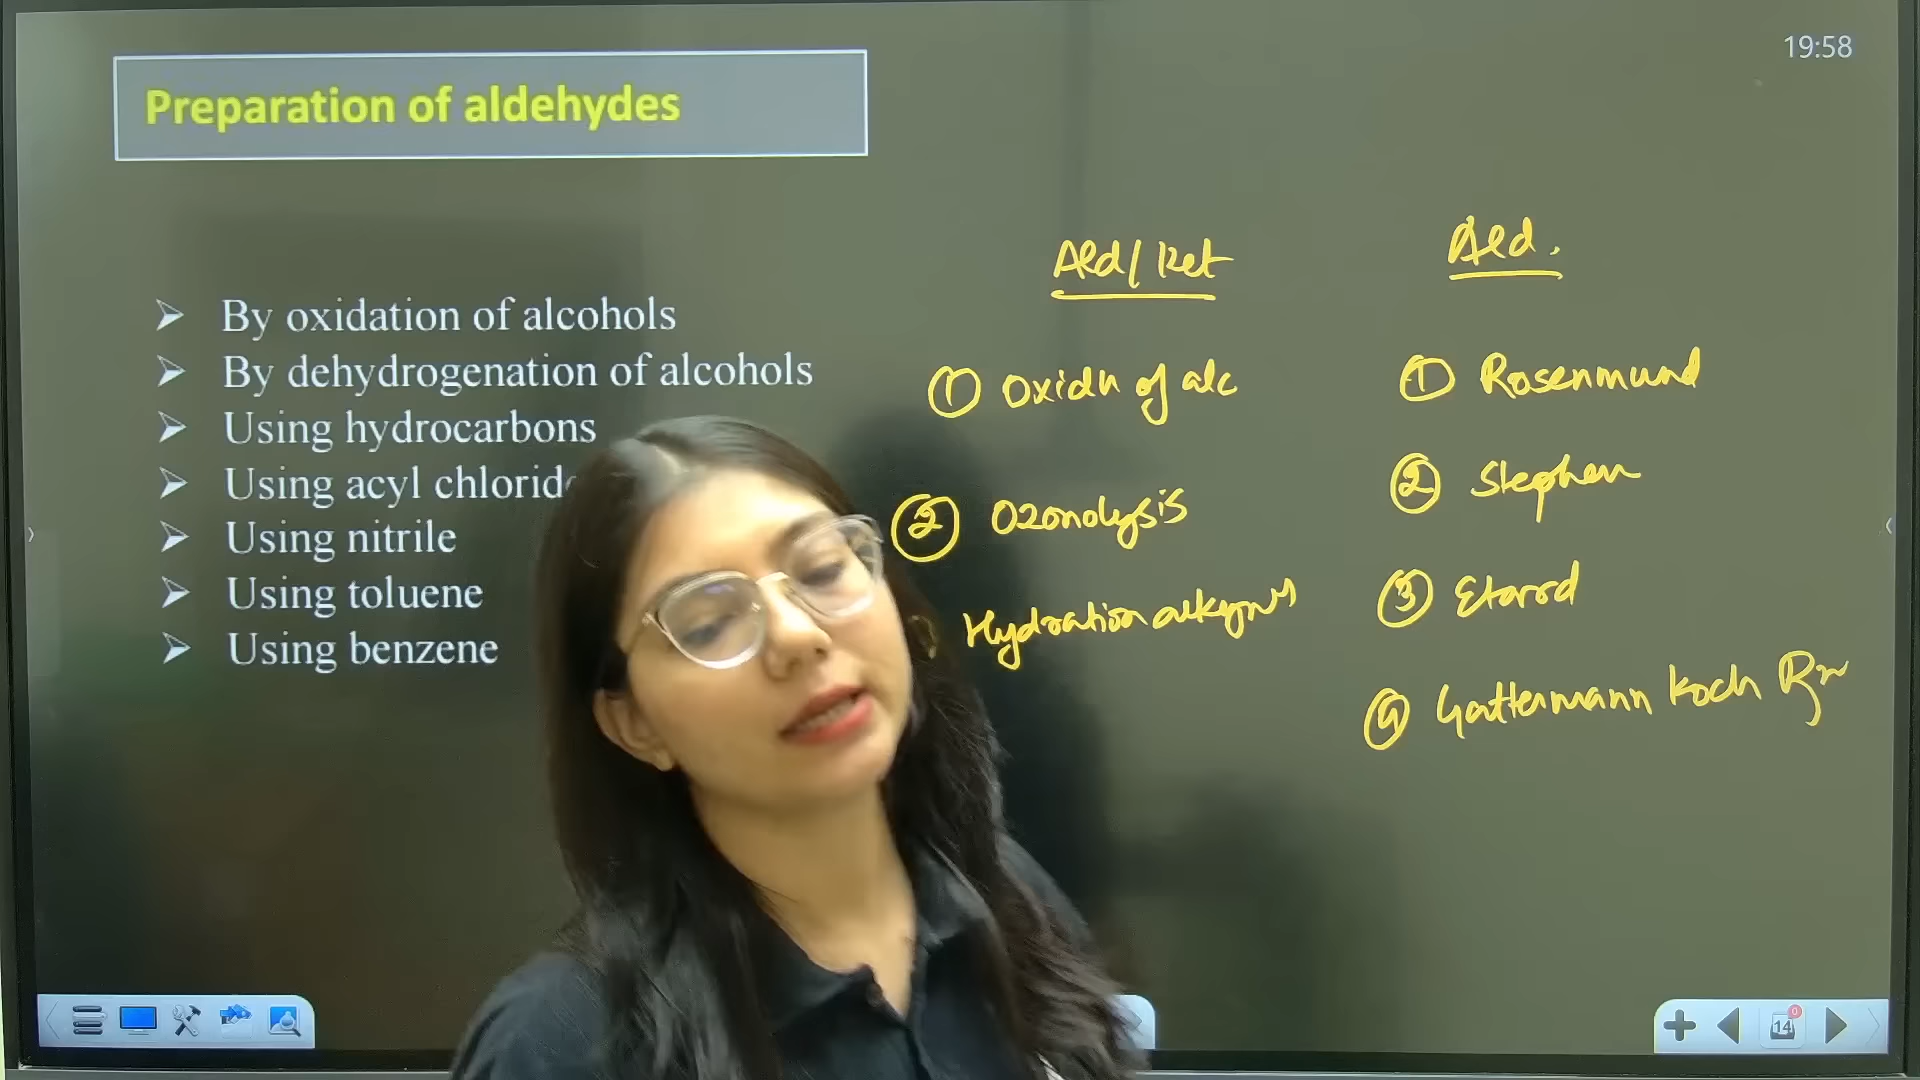 19:58
Preparation of aldehydes
➢ By oxidation of alcohols
➢ By dehydrogenation of alcohols
➢ Using hydrocarbons
➢ Using acyl chlorid
➢ Using nitrile
➢ Using toluene
➢ Using benzene
Ald/Ket
① Oxidn of alc
② Ozonolysis
Hydration alkynes
Ald.
① Rosenmund
② Stephen
③ Etard
④ Gattermann Koch Rxn
14
0